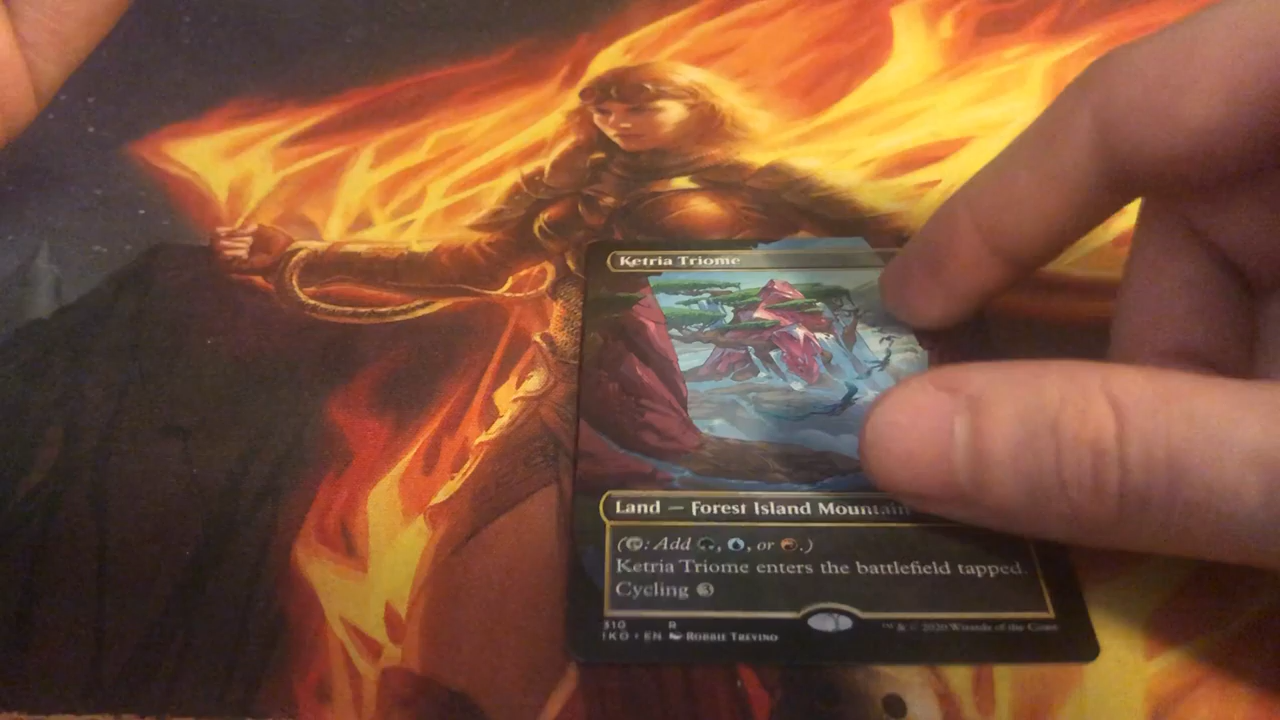 Ketria Triome
Land — Forest Island Mountain
( : Add , , or .)
Ketria Triome enters the battlefield tapped.
Cycling 3
310 R
IKO • EN Robbie Trevino
™ & © 2020 Wizards of the Coast